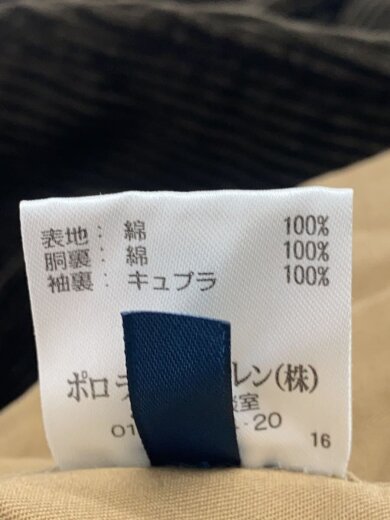 表地: 綿 100%
胴裏: 綿 100%
袖裏: キュプラ 100%
ポロ レン(株)
室
01 20
16